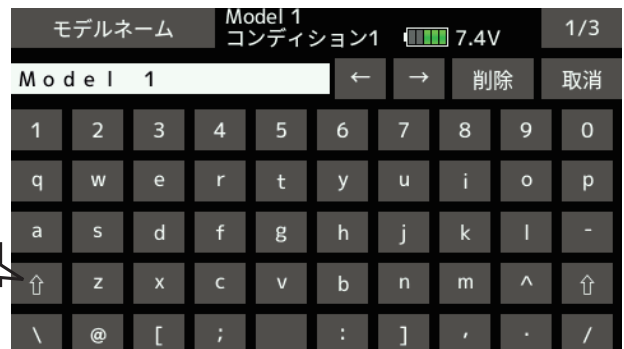 モデルネーム Model 1 1/3
コンディション1 7.4V
Model 1 ← → 削除 取消
1 2 3 4 5 6 7 8 9 0
q w e r t y u i o p
a s d f g h j k l -
⇧ z x c v b n m ^ ⇧
\ @ [ ; : ] , . /